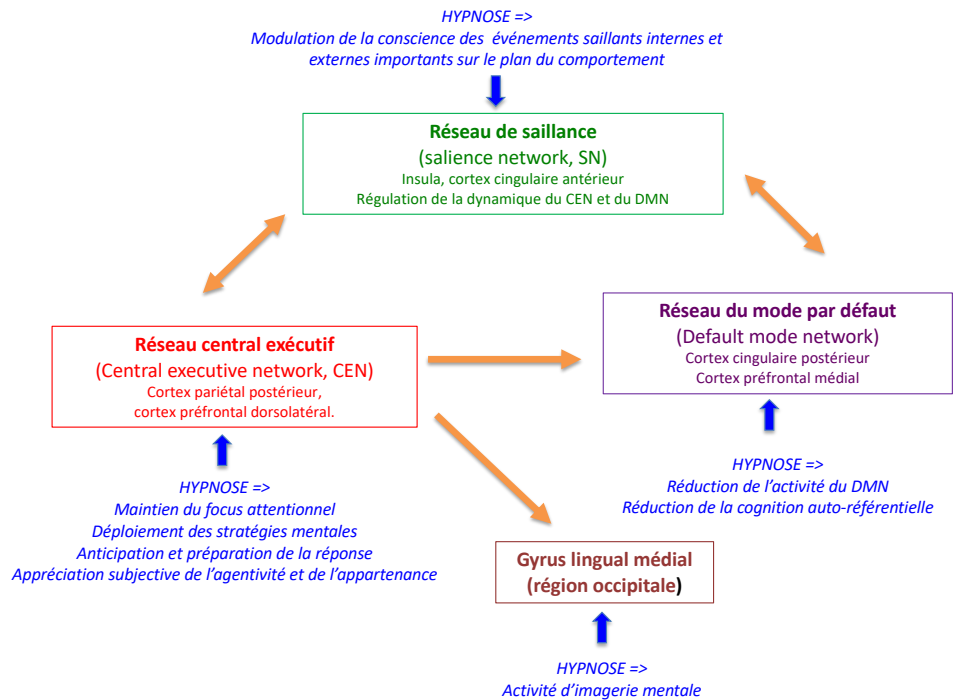 HYPNOSE =>
Modulation de la conscience des événements saillants internes et
externes importants sur le plan du comportement
Réseau de saillance
(salience network, SN)
Insula, cortex cingulaire antérieur
Régulation de la dynamique du CEN et du DMN
Réseau central exécutif
(Central executive network, CEN)
Cortex pariétal postérieur,
cortex préfrontal dorsolatéral.
Réseau du mode par défaut
(Default mode network)
Cortex cingulaire postérieur
Cortex préfrontal médial
HYPNOSE =>
Maintien du focus attentionnel
Déploiement des stratégies mentales
Anticipation et préparation de la réponse
Appréciation subjective de l'agentivité et de l'appartenance
HYPNOSE =>
Réduction de l'activité du DMN
Réduction de la cognition auto-référentielle
Gyrus lingual médial
(région occipitale)
HYPNOSE =>
Activité d'imagerie mentale